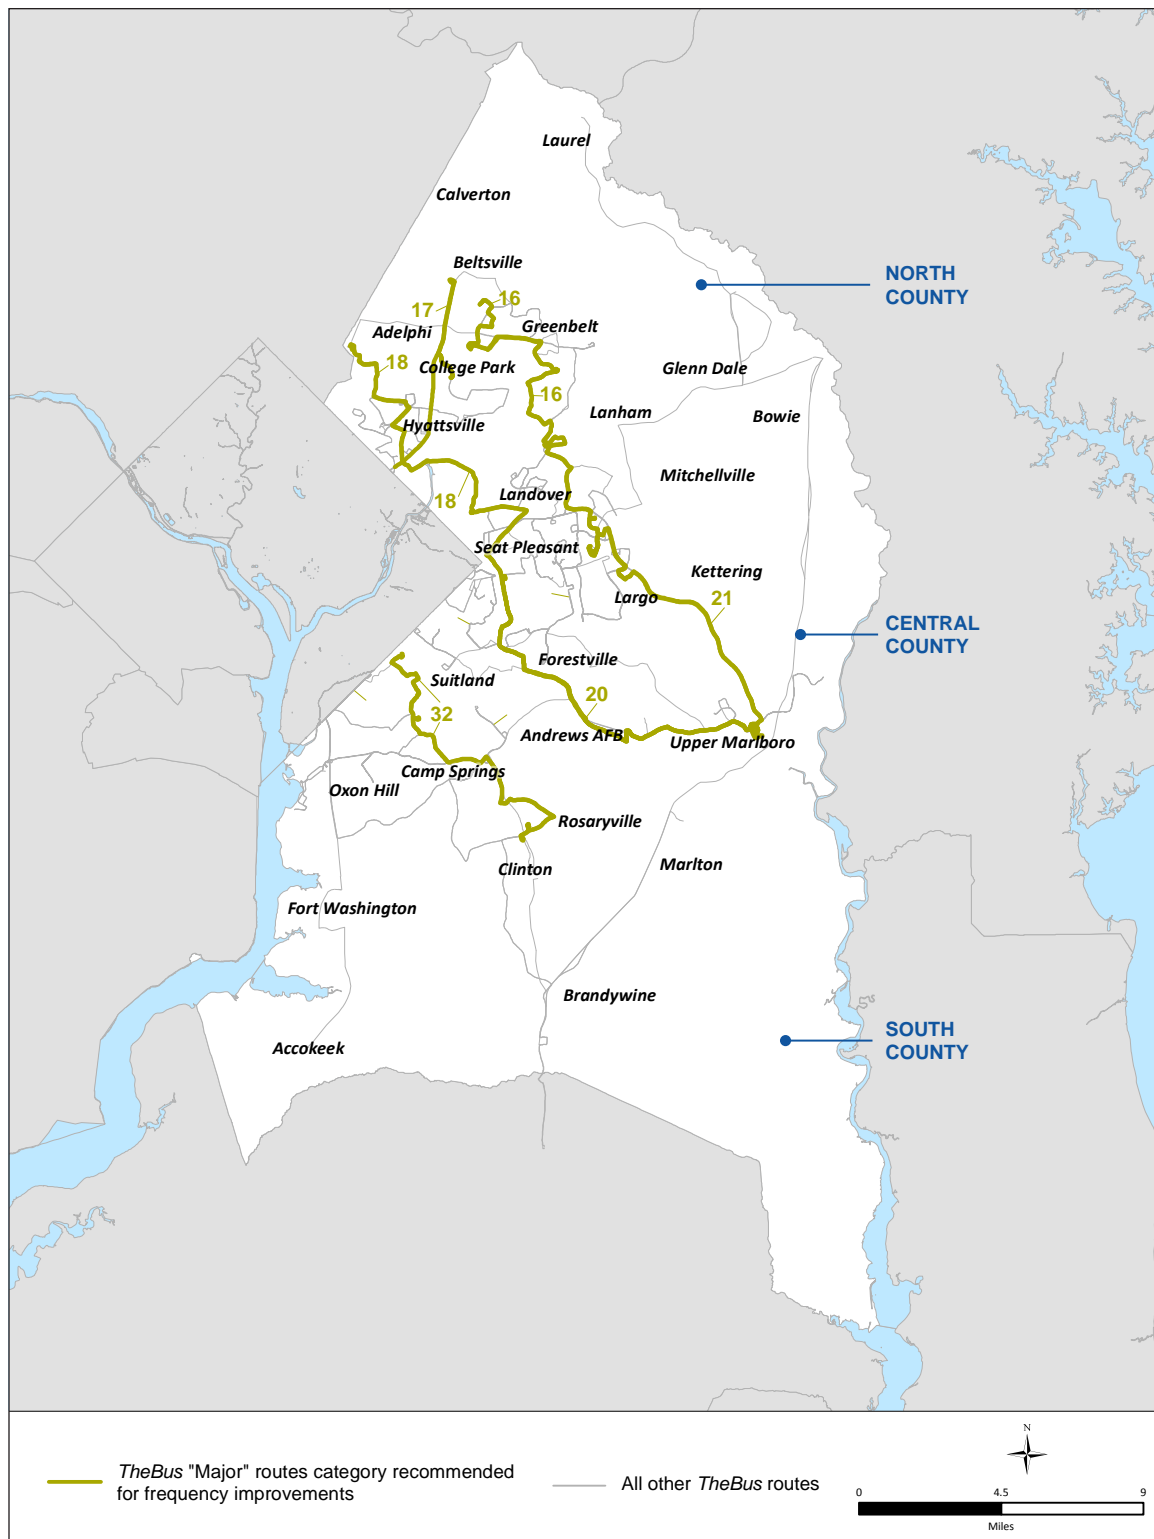 Laurel
Calverton
Beltsville
NORTH
COUNTY
16
17
Greenbelt
Adelphi
18
College Park
Glenn Dale
16
Lanham
Bowie
Hyattsville
Mitchellville
Landover
18
Seat Pleasant
Kettering
Largo
21
CENTRAL
COUNTY
Forestville
Suitland
20
32
Andrews AFB
Upper Marlboro
Camp Springs
Oxon Hill
Rosaryville
Clinton
Marlton
Fort Washington
Brandywine
SOUTH
COUNTY
Accokeek
TheBus "Major" routes category recommended
for frequency improvements
All other TheBus routes
N
0 4.5 9
Miles